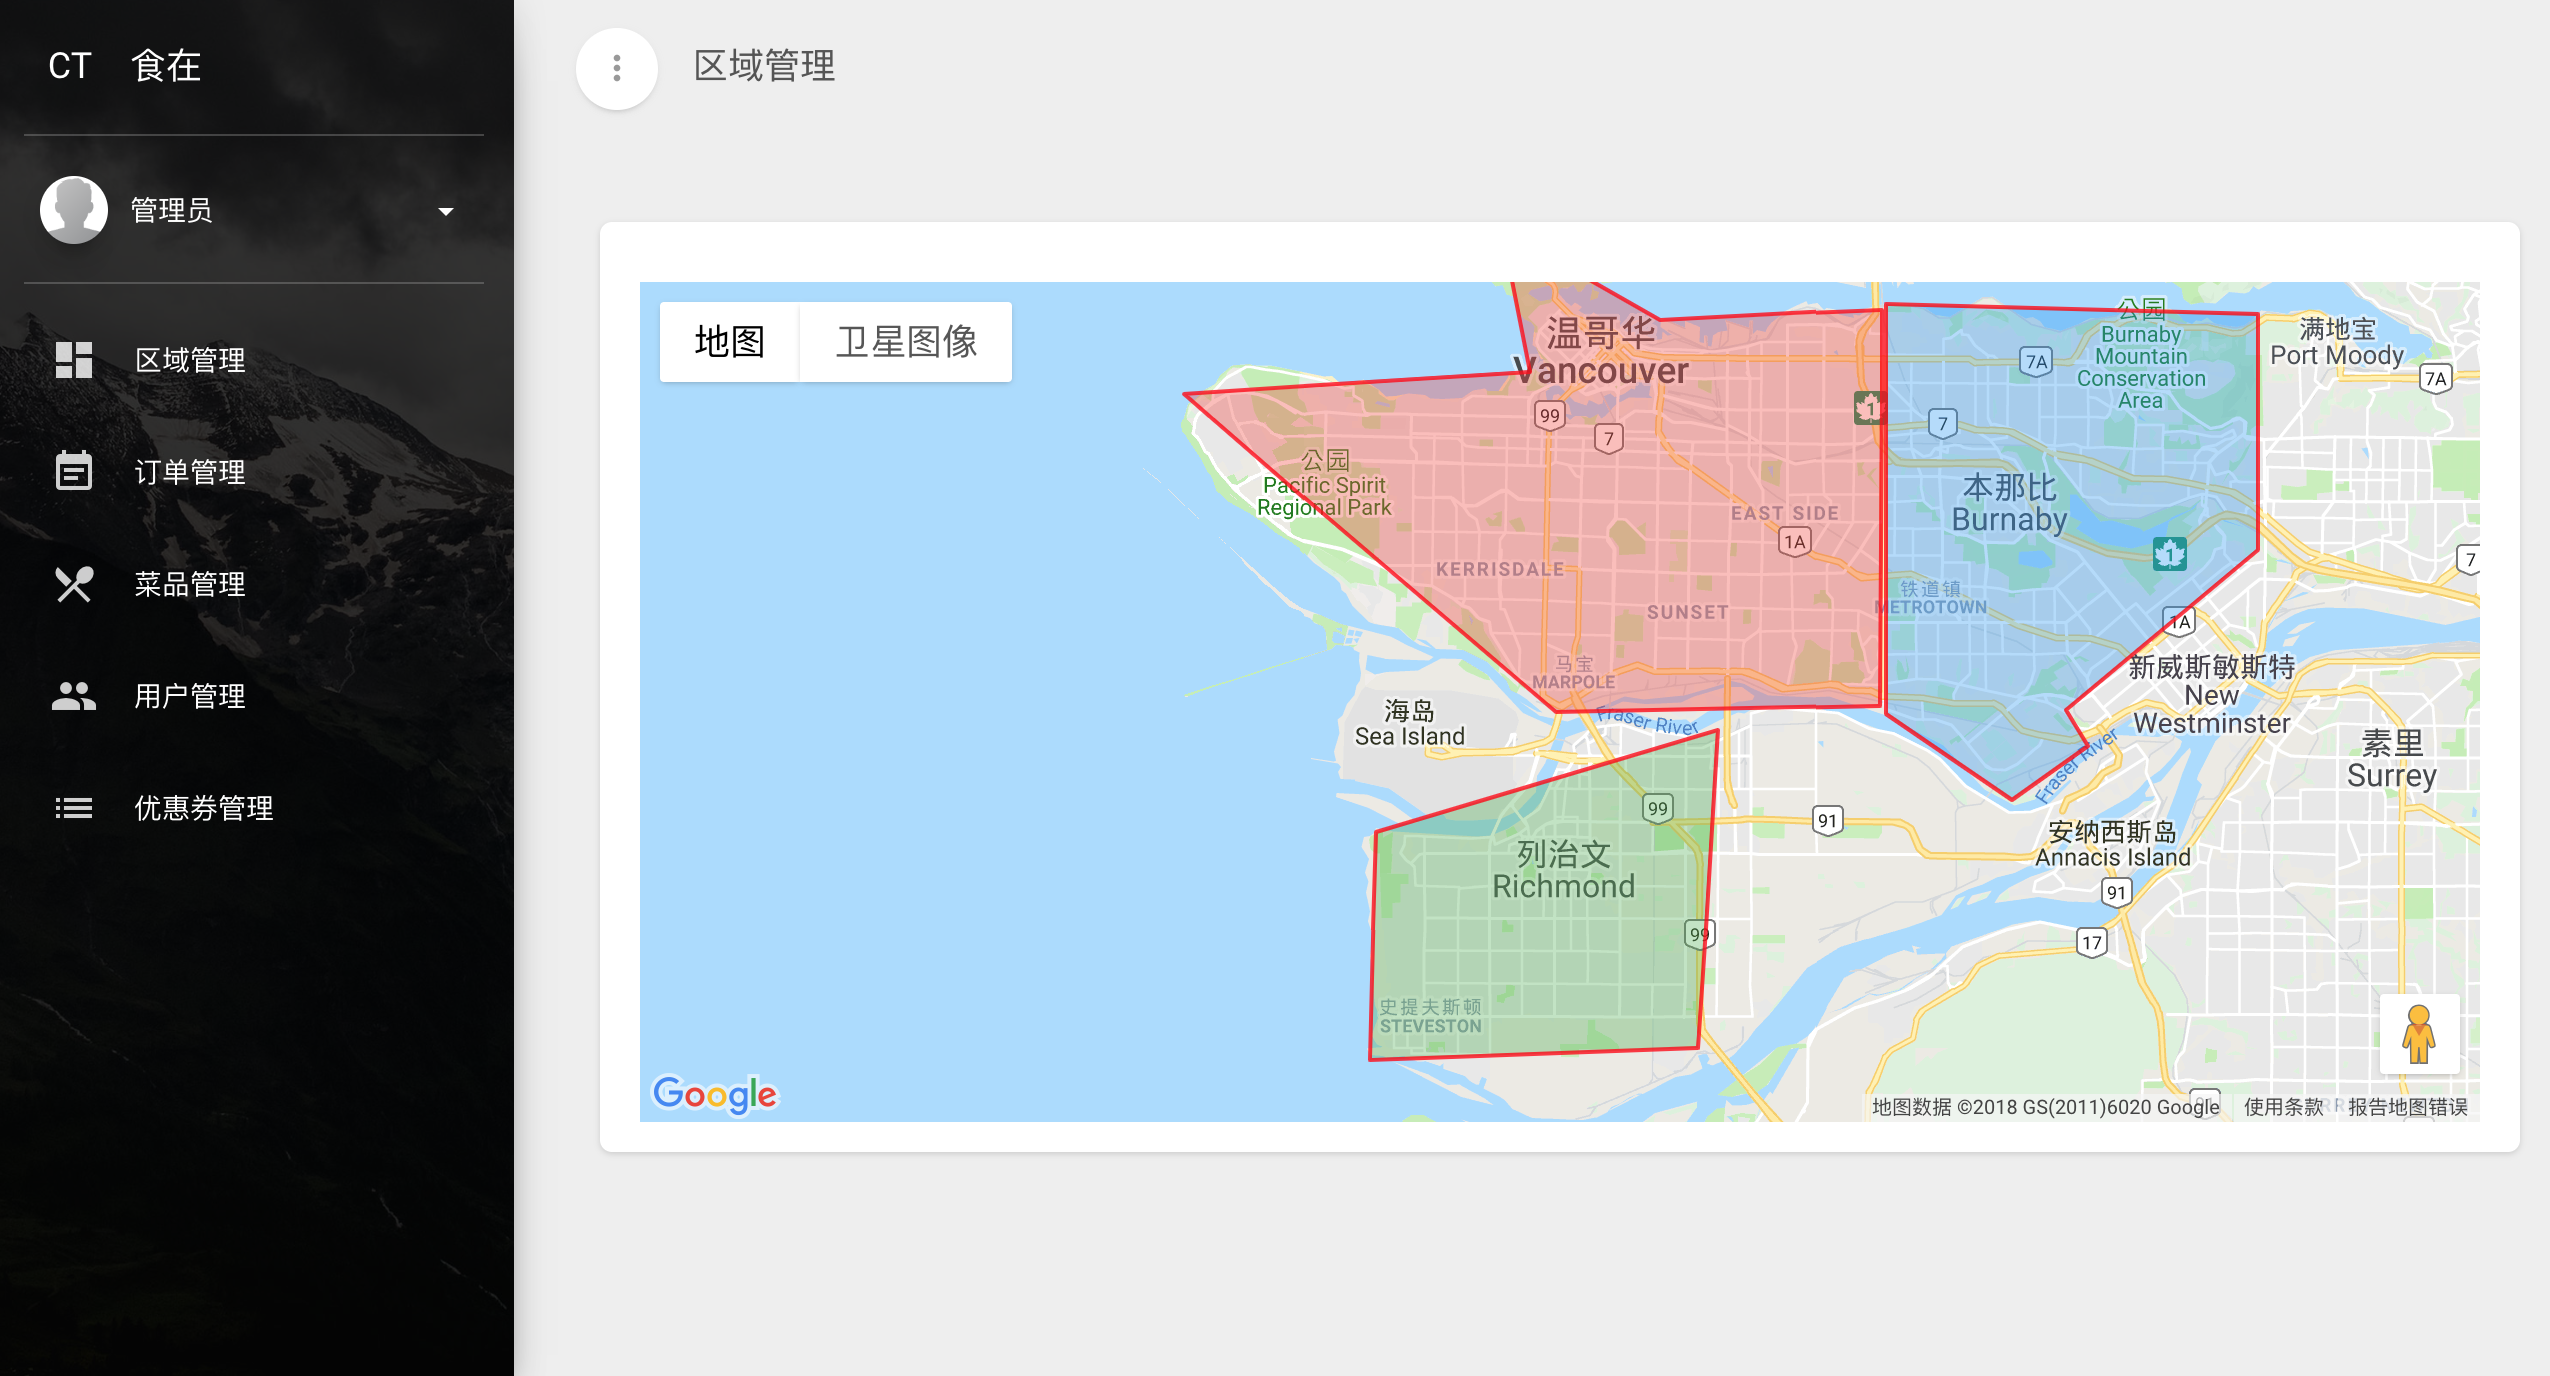 CT 食在
管理员
区域管理
订单管理
菜品管理
用户管理
优惠券管理
区域管理
地图 卫星图像
温哥华
Vancouver
公园
Burnaby
Mountain
Conservation
Area
满地宝
Port Moody
7A
7A
99
7
1
7
公园
Pacific Spirit
Regional Park
本那比
Burnaby
EAST SIDE
1A
1
7
KERRISDALE
铁道镇
METROTOWN
SUNSET
1A
马宝
MARPOLE
新威斯敏斯特
New
Westminster
海岛
Sea Island
Fraser River
Fraser River
素里
Surrey
99
91
列治文
Richmond
安纳西斯岛
Annacis Island
91
99
17
史提夫斯顿
STEVESTON
Google
91
地图数据 ©2018 GS(2011)6020 Google 使用条款 报告地图错误